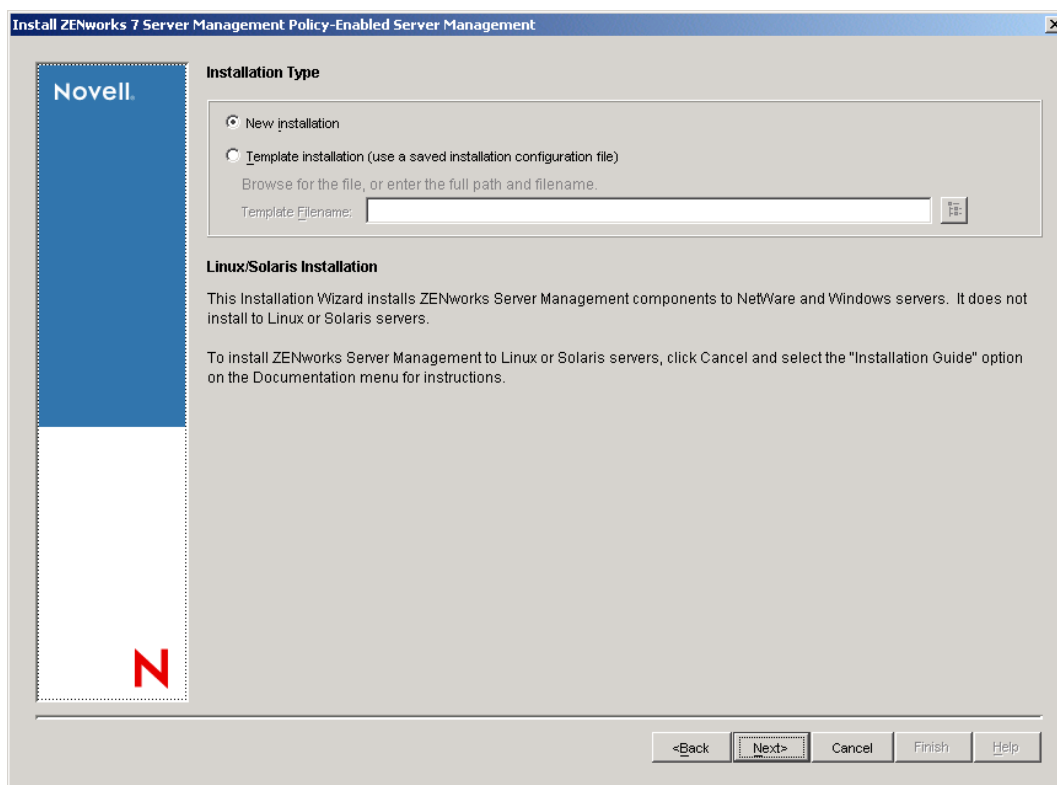 Install ZENworks 7 Server Management Policy-Enabled Server Management
Novell.
Installation Type
New installation
Template installation (use a saved installation configuration file)
Browse for the file, or enter the full path and filename.
Template Filename:
Linux/Solaris Installation
This Installation Wizard installs ZENworks Server Management components to NetWare and Windows servers. It does not
install to Linux or Solaris servers.
To install ZENworks Server Management to Linux or Solaris servers, click Cancel and select the "Installation Guide" option
on the Documentation menu for instructions.
N
<Back Next> Cancel Finish Help